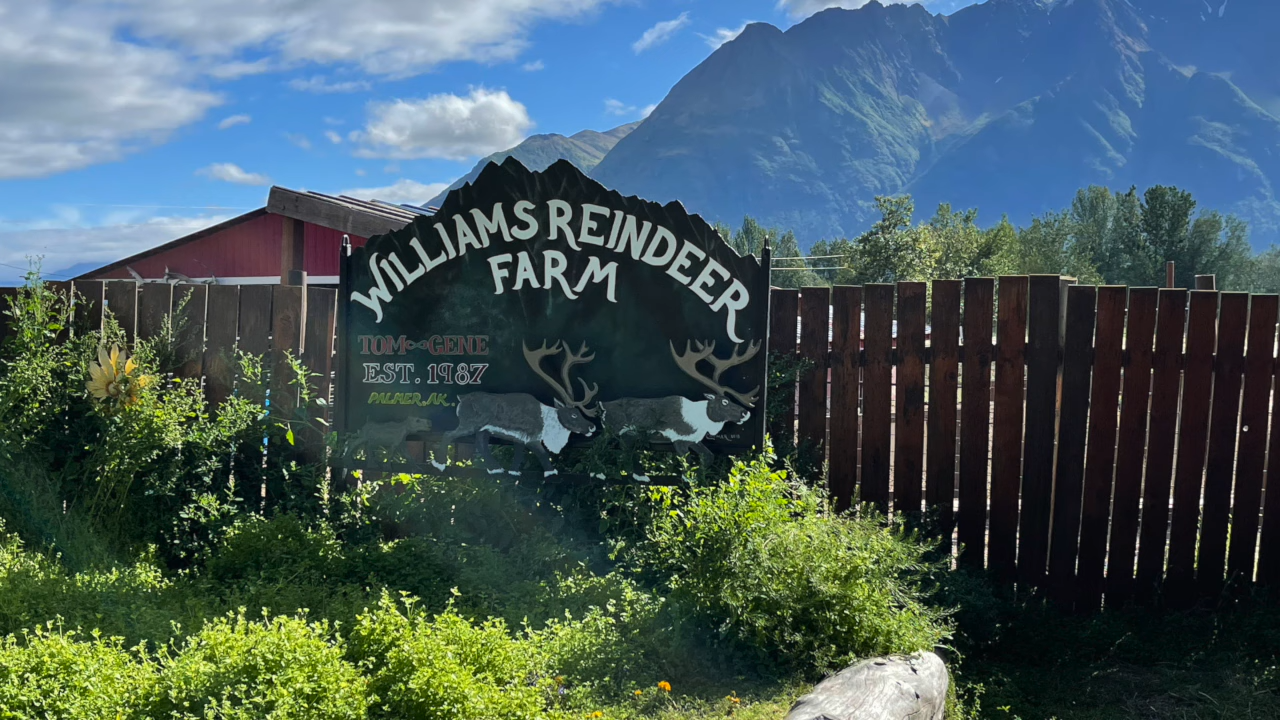 WILLIAMS REINDEER
FARM
TOM GENE
EST. 1987
PALMER, AK.